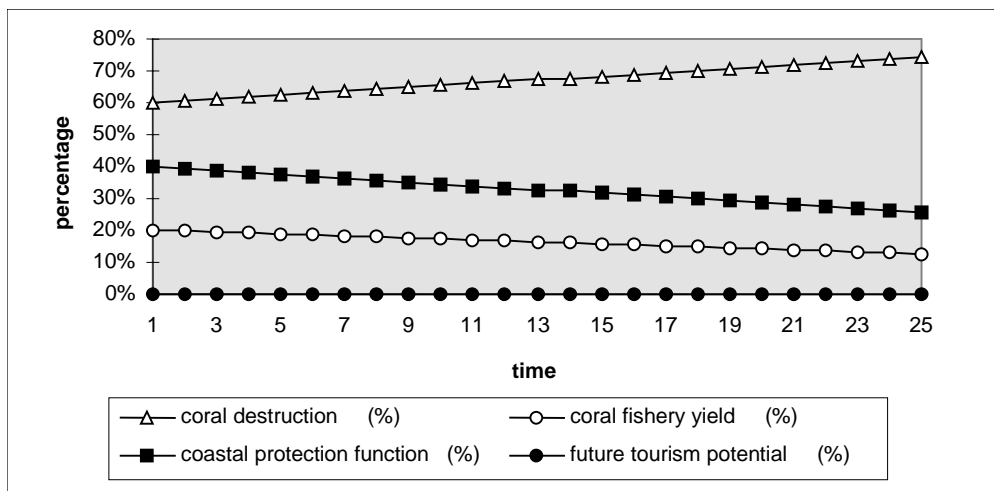 80%
70%
60%
50%
40%
30%
20%
10%
0%
percentage
1 3 5 7 9 11 13 15 17 19 21 23 25
time
coral destruction (%) coral fishery yield (%)
coastal protection function (%) future tourism potential (%)